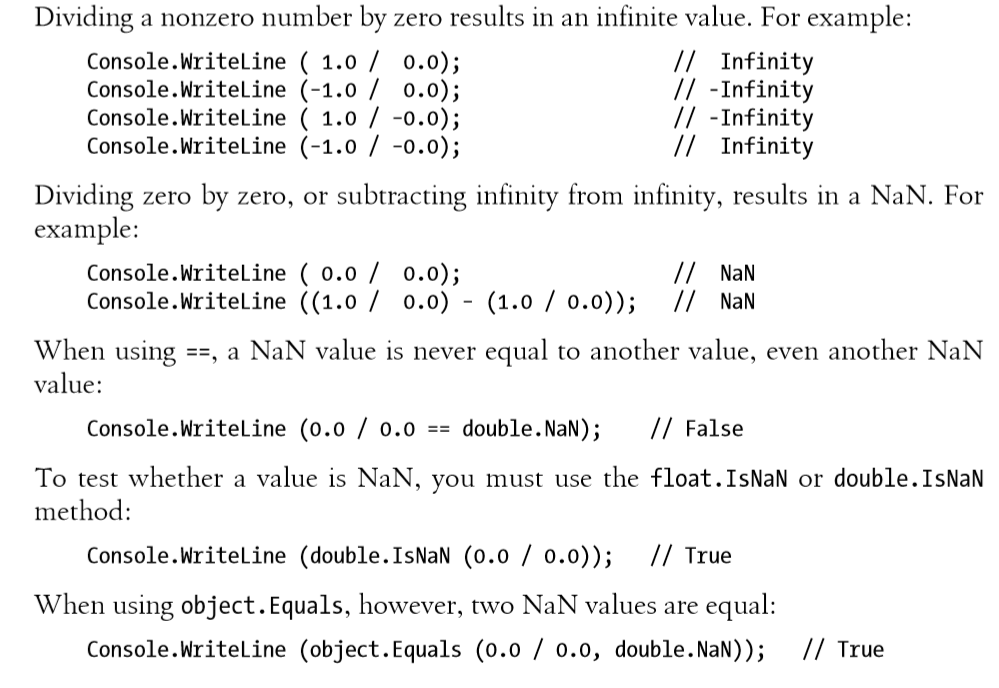 Dividing a nonzero number by zero results in an infinite value. For example:
Console.WriteLine ( 1.0 /  0.0);                  //  Infinity
Console.WriteLine (-1.0 /  0.0);                  // -Infinity
Console.WriteLine ( 1.0 / -0.0);                  // -Infinity
Console.WriteLine (-1.0 / -0.0);                  //  Infinity
Dividing zero by zero, or subtracting infinity from infinity, results in a NaN. For
example:
Console.WriteLine ( 0.0 /  0.0);                  //  NaN
Console.WriteLine ((1.0 /  0.0) - (1.0 / 0.0));   //  NaN
When using ==, a NaN value is never equal to another value, even another NaN
value:
Console.WriteLine (0.0 / 0.0 == double.NaN);    // False
To test whether a value is NaN, you must use the float.IsNaN or double.IsNaN
method:
Console.WriteLine (double.IsNaN (0.0 / 0.0));   // True
When using object.Equals, however, two NaN values are equal:
Console.WriteLine (object.Equals (0.0 / 0.0, double.NaN));   // True